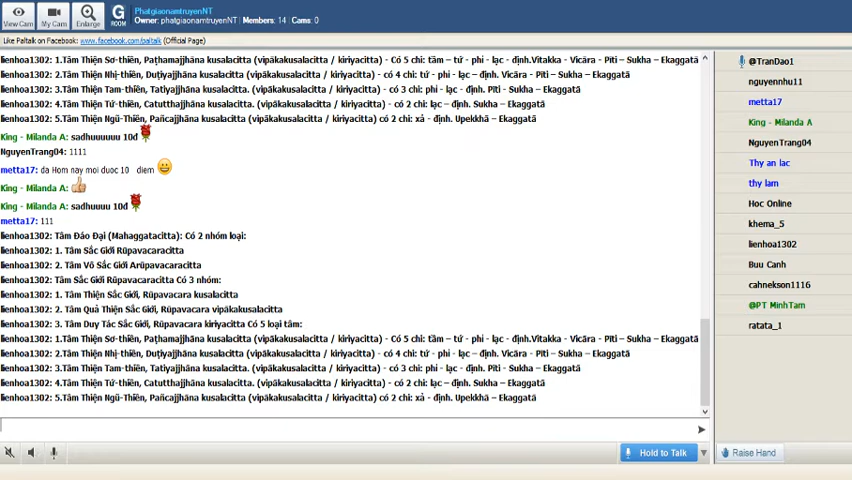 View Cam
My Cam
Enlarge
G
ROOM
PhatgiaonamtruyenNT
Owner: phatgiaonamtruyenNT | Members: 14 | Cams: 0
Like Paltalk on Facebook: www.facebook.com/paltalk (Official Page)
lienhoa1302: 1.Tâm Thiện Sơ-thiền, Paṭhamajjhāna kusalacitta (vipākakusalacitta / kiriyacitta) - Có 5 chi: tầm – tứ - phi - lạc - định.Vitakka - Vicāra - Pīti – Sukha - Ekaggatā
lienhoa1302: 2.Tâm Thiện Nhị-thiền, Duṭiyajjhāna kusalacitta (vipākakusalacitta / kiriyacitta) - có 4 chi: tứ - phi - lạc – định. Vicāra - Pīti – Sukha - Ekaggatā
lienhoa1302: 3.Tâm Thiện Tam-thiền, Tatiyajjhāna kusalacitta. (vipākakusalacitta / kiriyacitta) - có 3 chi: phi - lạc – định. Pīti – Sukha - Ekaggatā
lienhoa1302: 4.Tâm Thiện Tứ-thiền, Catutthajjhāna kusalacitta. (vipākakusalacitta / kiriyacitta) - có 2 chi: lạc – định. Sukha - Ekaggatā
lienhoa1302: 5.Tâm Thiện Ngũ-Thiền, Pañcajjhāna kusalacitta (vipākakusalacitta / kiriyacitta) có 2 chi: xả - định. Upekkhā – Ekaggatā
King - Milanda A: sadhuuuuuu 10đ
NguyenTrang04: 1111
metta17: da Hom nay moi duoc 10 diem
King - Milanda A:
King - Milanda A: sadhuuuu 10đ
metta17: 111
lienhoa1302: Tâm Đáo Đại (Mahaggatacitta): Có 2 nhóm loại:
lienhoa1302: 1. Tâm Sắc Giới Rūpavacaracitta
lienhoa1302: 2. Tâm Vô Sắc Giới Arūpavacaracitta
lienhoa1302: Tâm Sắc Giới Rūpavacaracitta Có 3 nhóm:
lienhoa1302: 1. Tâm Thiện Sắc Giới, Rūpavacara kusalacitta
lienhoa1302: 2. Tâm Quả Thiện Sắc Giới, Rūpavacara vipākakusalacitta
lienhoa1302: 3. Tâm Duy Tác Sắc Giới, Rūpavacara kiriyacitta Có 5 loại tâm:
lienhoa1302: 1.Tâm Thiện Sơ-thiền, Paṭhamajjhāna kusalacitta (vipākakusalacitta / kiriyacitta) - Có 5 chi: tầm – tứ - phi - lạc - định.Vitakka - Vicāra - Pīti – Sukha - Ekaggatā
lienhoa1302: 2.Tâm Thiện Nhị-thiền, Duṭiyajjhāna kusalacitta (vipākakusalacitta / kiriyacitta) - có 4 chi: tứ - phi - lạc – định. Vicāra - Pīti – Sukha - Ekaggatā
lienhoa1302: 3.Tâm Thiện Tam-thiền, Tatiyajjhāna kusalacitta. (vipākakusalacitta / kiriyacitta) - có 3 chi: phi - lạc – định. Pīti – Sukha - Ekaggatā
lienhoa1302: 4.Tâm Thiện Tứ-thiền, Catutthajjhāna kusalacitta. (vipākakusalacitta / kiriyacitta) - có 2 chi: lạc – định. Sukha - Ekaggatā
lienhoa1302: 5.Tâm Thiện Ngũ-Thiền, Pañcajjhāna kusalacitta (vipākakusalacitta / kiriyacitta) có 2 chi: xả - định. Upekkhā – Ekaggatā
Hold to Talk
@TranDao1
nguyennhu11
metta17
King - Milanda A
NguyenTrang04
Thy an lac
thy lam
Hoc Online
khema_5
lienhoa1302
Buu Canh
cahnekson1116
@PT MinhTam
ratata_1
Raise Hand